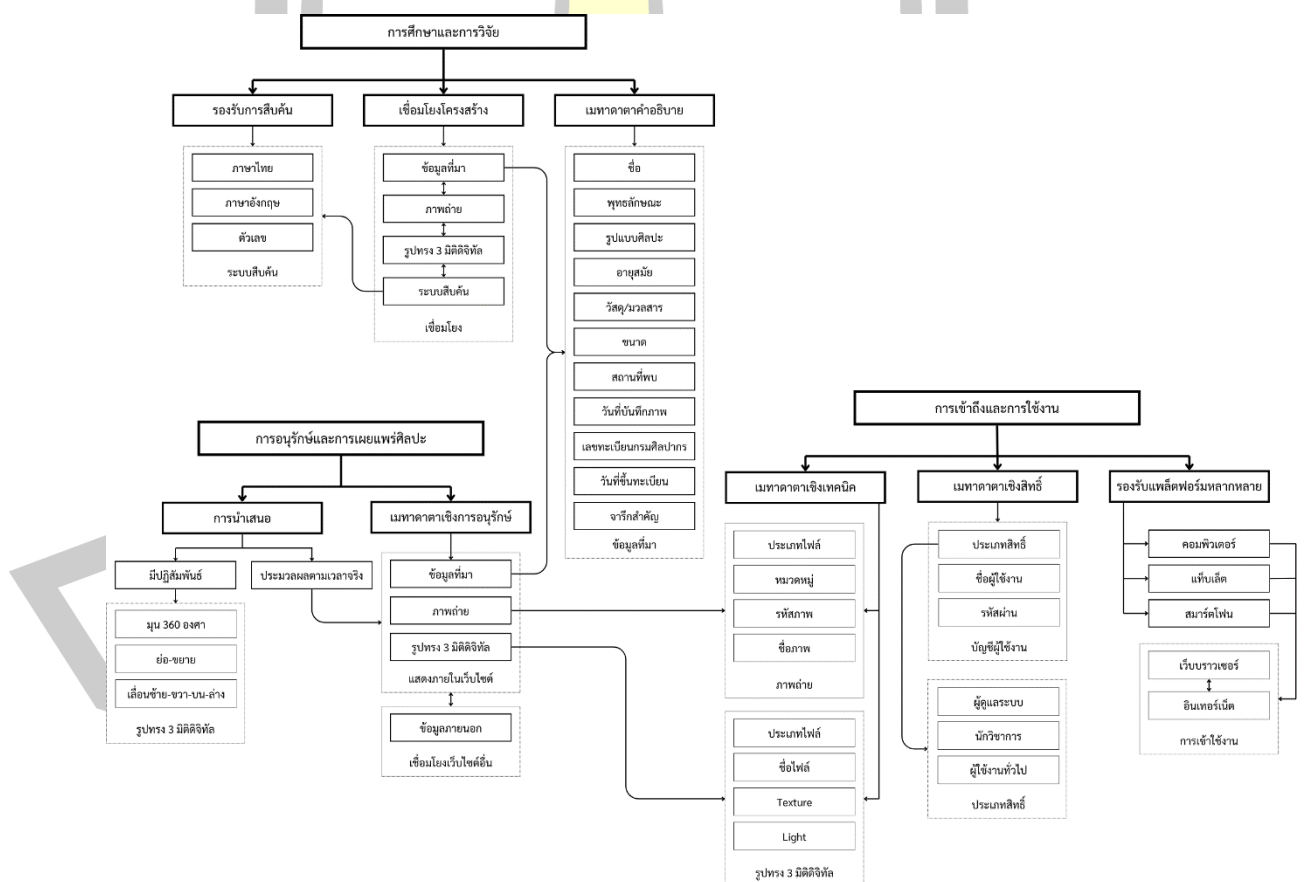 การศึกษาและการวิจัย
รองรับการสืบค้น
เชื่อมโยงโครงสร้าง
เมทาดาตาคำอธิบาย
ภาษาไทย
ภาษาอังกฤษ
ตัวเลข
ระบบสืบค้น
ข้อมูลที่มา
ภาพถ่าย
รูปทรง 3 มิติดิจิทัล
ระบบสืบค้น
เชื่อมโยง
ชื่อ
พุทธลักษณะ
รูปแบบศิลปะ
อายุสมัย
วัสดุ/มวลสาร
ขนาด
สถานที่พบ
วันที่บันทึกภาพ
เลขทะเบียนกรมศิลปากร
วันที่ขึ้นทะเบียน
จารึกสำคัญ
ข้อมูลที่มา
การอนุรักษ์และการเผยแพร่ศิลปะ
การนำเสนอ
เมทาดาตาเชิงการอนุรักษ์
มีปฏิสัมพันธ์
ประมวลผลตามเวลาจริง
มุน 360 องศา
ย่อ-ขยาย
เลื่อนซ้าย-ขวา-บน-ล่าง
รูปทรง 3 มิติดิจิทัล
ข้อมูลที่มา
ภาพถ่าย
รูปทรง 3 มิติดิจิทัล
แสดงภายในเว็บไซต์
ข้อมูลภายนอก
เชื่อมโยงเว็บไซต์อื่น
การเข้าถึงและการใช้งาน
เมทาดาตาเชิงเทคนิค
เมทาดาตาเชิงสิทธิ์
รองรับแพล็ตฟอร์มหลากหลาย
ประเภทไฟล์
หมวดหมู่
รหัสภาพ
ชื่อภาพ
ภาพถ่าย
ประเภทไฟล์
ชื่อไฟล์
Texture
Light
รูปทรง 3 มิติดิจิทัล
ประเภทสิทธิ์
ชื่อผู้ใช้งาน
รหัสผ่าน
บัญชีผู้ใช้งาน
ผู้ดูแลระบบ
นักวิชาการ
ผู้ใช้งานทั่วไป
ประเภทสิทธิ์
คอมพิวเตอร์
แท็บเล็ต
สมาร์ตโฟน
เว็บบราวเซอร์
อินเทอร์เน็ต
การเข้าใช้งาน